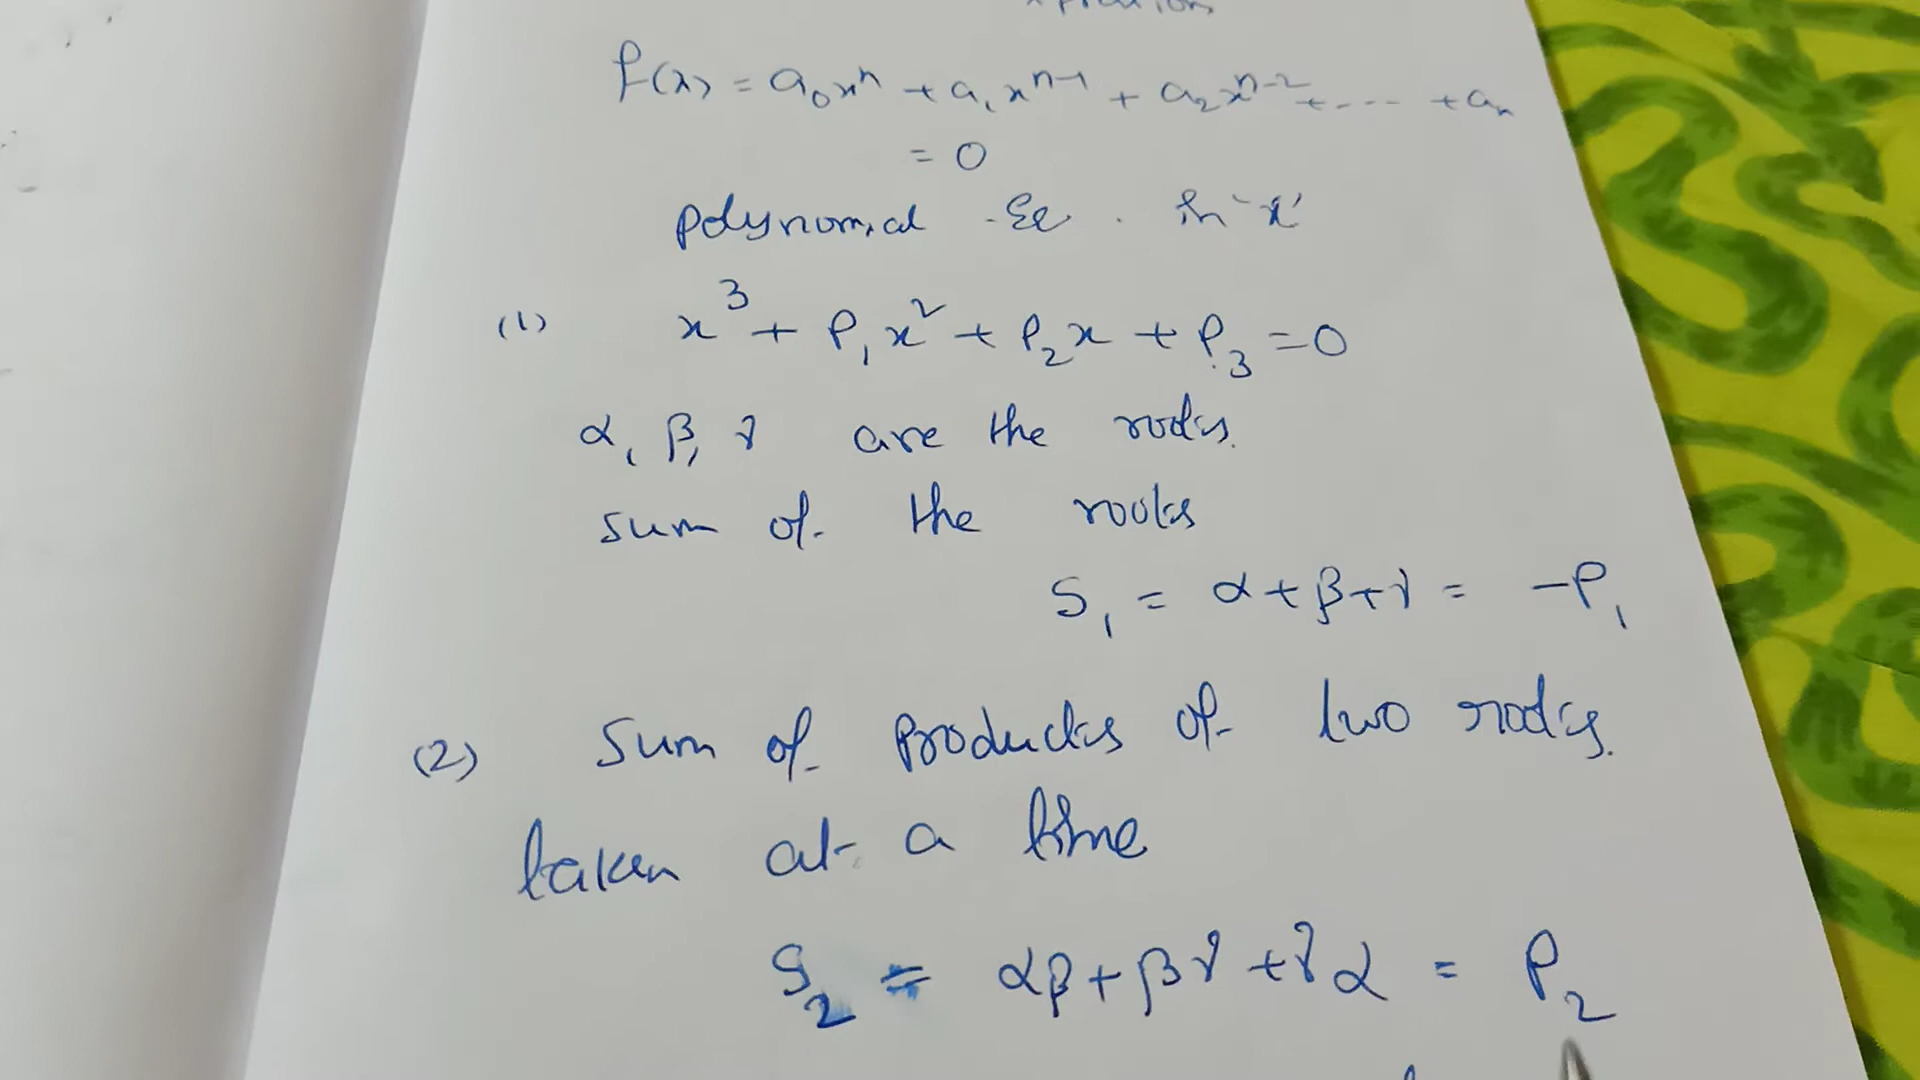 f(x) = a₀xⁿ + a₁xⁿ⁻¹ + a₂xⁿ⁻² + ---- + aₙ
= 0
polynomial in 'x'
(1) x³ + P₁x² + P₂x + P₃ = 0
α, β, γ are the roots.
sum of the roots
S₁ = α + β + γ = -P₁
(2) Sum of Products of two roots.
taken at a time
S₂ = αβ + βγ + γα = P₂